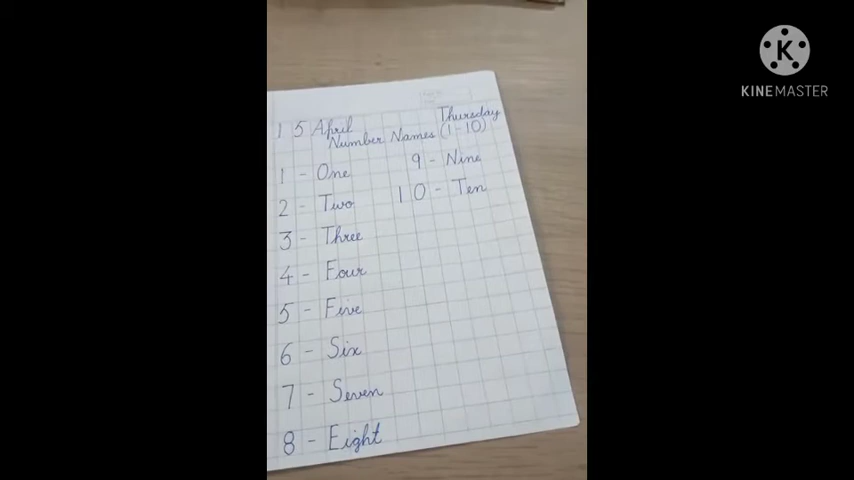 15 April Thursday
Number Names (1-10)
1 - One
2 - Two
3 - Three
4 - Four
5 - Five
6 - Six
7 - Seven
8 - Eight
9 - Nine
10 - Ten
KINEMASTER